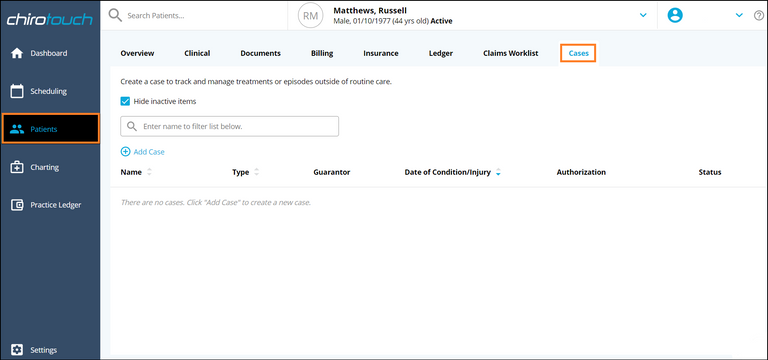 chirotouch
Search Patients...
RM
Matthews, Russell
Male, 01/10/1977 (44 yrs old) Active
Dashboard
Scheduling
Patients
Charting
Practice Ledger
Settings
Overview Clinical Documents Billing Insurance Ledger Claims Worklist Cases
Create a case to track and manage treatments or episodes outside of routine care.
Hide inactive items
Enter name to filter list below.
Add Case
Name Type Guarantor Date of Condition/Injury Authorization Status
There are no cases. Click "Add Case" to create a new case.